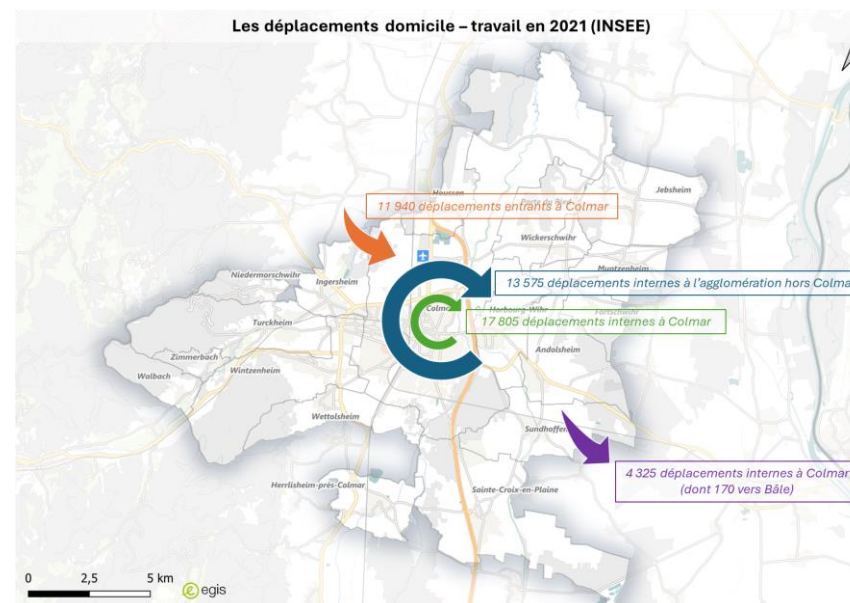 Les déplacements domicile – travail en 2021 (INSEE)
Houssen
Jebsheim
11 940 déplacements entrants à Colmar
Wickerschwihr
Muntzenheim
Niedermorschwihr
Ingersheim
13 575 déplacements internes à l'agglomération hors Colma
Horbourg-Wihr
17 805 déplacements internes à Colmar
Turckheim
Andolsheim
Zimmerbach
Walbach
Wintzenheim
Wettolsheim
Sundhoffen
4 325 déplacements internes à Colmar
(dont 170 vers Bâle)
Herrlisheim-près-Colmar
Sainte-Croix-en-Plaine
0 2,5 5 km
egis